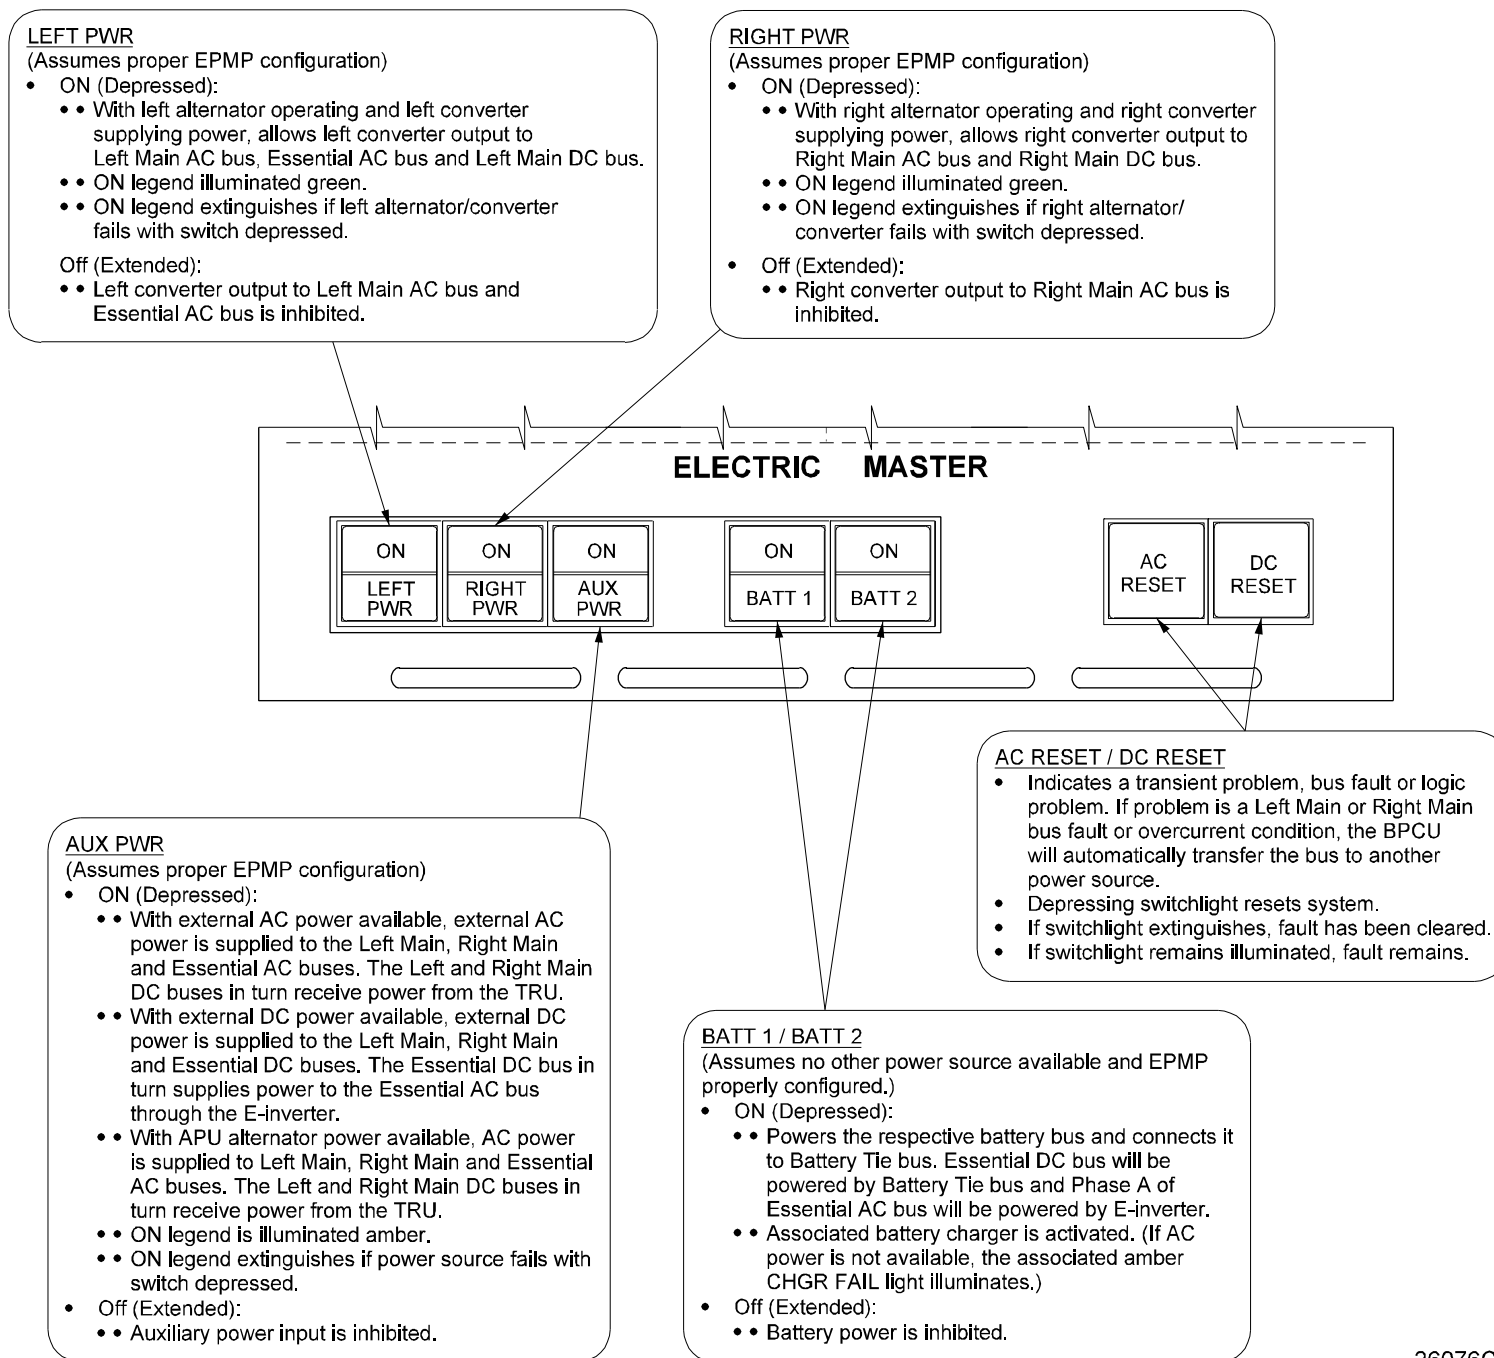 LEFT PWR
(Assumes proper EPMP configuration)
• ON (Depressed):
•• With left alternator operating and left converter
supplying power, allows left converter output to
Left Main AC bus, Essential AC bus and Left Main DC bus.
•• ON legend illuminated green.
•• ON legend extinguishes if left alternator/converter
fails with switch depressed.
Off (Extended):
•• Left converter output to Left Main AC bus and
Essential AC bus is inhibited.
RIGHT PWR
(Assumes proper EPMP configuration)
• ON (Depressed):
•• With right alternator operating and right converter
supplying power, allows right converter output to
Right Main AC bus and Right Main DC bus.
•• ON legend illuminated green.
•• ON legend extinguishes if right alternator/
converter fails with switch depressed.
• Off (Extended):
•• Right converter output to Right Main AC bus is
inhibited.
ELECTRIC MASTER
ON
LEFT
PWR
ON
RIGHT
PWR
ON
AUX
PWR
ON
BATT 1
ON
BATT 2
AC
RESET
DC
RESET
AC RESET / DC RESET
• Indicates a transient problem, bus fault or logic
problem. If problem is a Left Main or Right Main
bus fault or overcurrent condition, the BPCU
will automatically transfer the bus to another
power source.
• Depressing switchlight resets system.
• If switchlight extinguishes, fault has been cleared.
• If switchlight remains illuminated, fault remains.
AUX PWR
(Assumes proper EPMP configuration)
• ON (Depressed):
•• With external AC power available, external AC
power is supplied to the Left Main, Right Main
and Essential AC buses. The Left and Right Main
DC buses in turn receive power from the TRU.
•• With external DC power available, external DC
power is supplied to the Left Main, Right Main
and Essential DC buses. The Essential DC bus in
turn supplies power to the Essential AC bus
through the E-inverter.
•• With APU alternator power available, AC power
is supplied to Left Main, Right Main and Essential
AC buses. The Left and Right Main DC buses in
turn receive power from the TRU.
•• ON legend is illuminated amber.
•• ON legend extinguishes if power source fails with
switch depressed.
• Off (Extended):
•• Auxiliary power input is inhibited.
BATT 1 / BATT 2
(Assumes no other power source available and EPMP
properly configured.)
• ON (Depressed):
•• Powers the respective battery bus and connects it
to Battery Tie bus. Essential DC bus will be
powered by Battery Tie bus and Phase A of
Essential AC bus will be powered by E-inverter.
•• Associated battery charger is activated. (If AC
power is not available, the associated amber
CHGR FAIL light illuminates.)
• Off (Extended):
•• Battery power is inhibited.